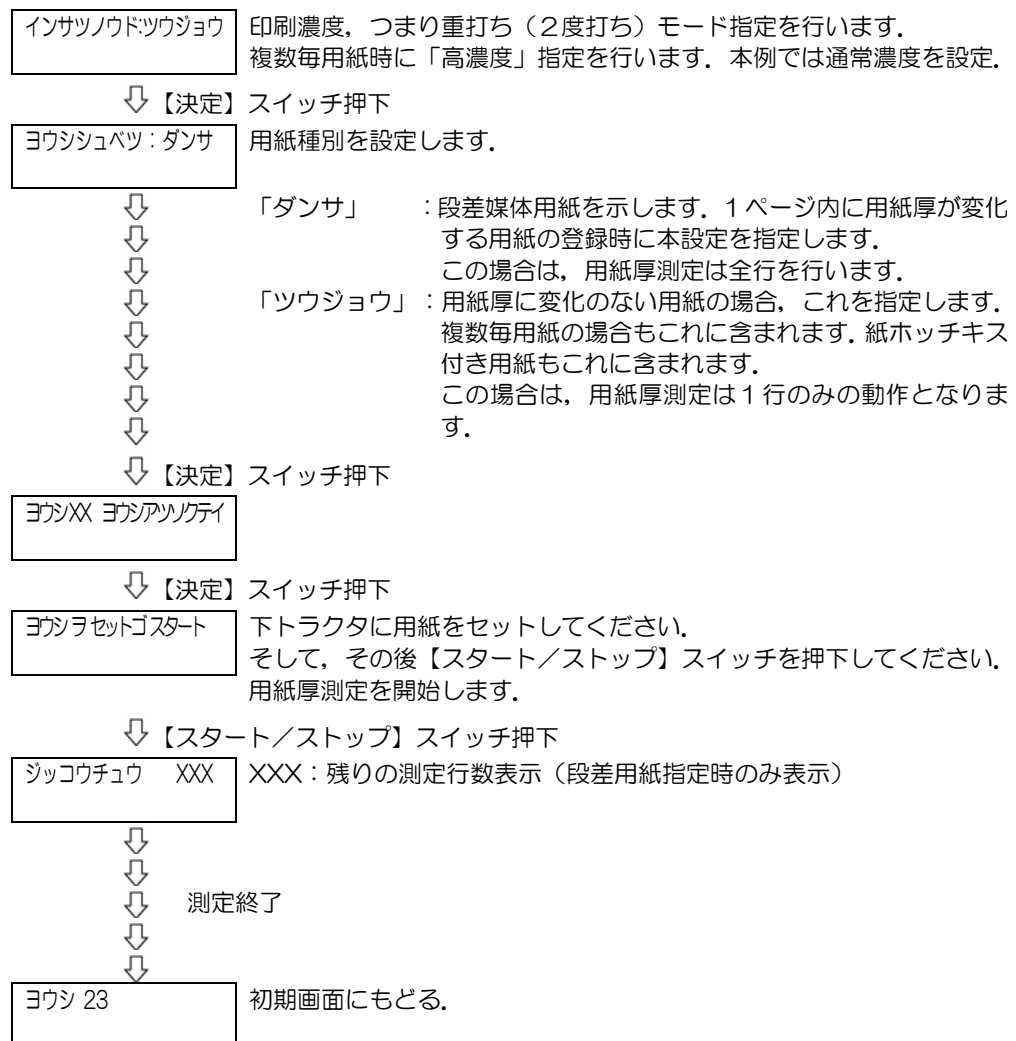 インサツノウド:ツウジョウ 印刷濃度，つまり重打ち（２度打ち）モード指定を行います．
複数毎用紙時に「高濃度」指定を行います．本例では通常濃度を設定．
【決定】スイッチ押下
ヨウシシュベツ：ダンサ 用紙種別を設定します．
「ダンサ」 ：段差媒体用紙を示します．１ページ内に用紙厚が変化
する用紙の登録時に本設定を指定します．
この場合は，用紙厚測定は全行を行います．
「ツウジョウ」：用紙厚に変化のない用紙の場合，これを指定します．
複数毎用紙の場合もこれに含まれます．紙ホッチキス
付き用紙もこれに含まれます．
この場合は，用紙厚測定は１行のみの動作となりま
す．
【決定】スイッチ押下
ヨウシXX ヨウシアツソクテイ
【決定】スイッチ押下
ヨウシヲセットゴスタート 下トラクタに用紙をセットしてください．
そして，その後【スタート／ストップ】スイッチを押下してください．
用紙厚測定を開始します．
【スタート／ストップ】スイッチ押下
ジッコウチュウ XXX XXX：残りの測定行数表示（段差用紙指定時のみ表示）
測定終了
ヨウシ 23 初期画面にもどる．